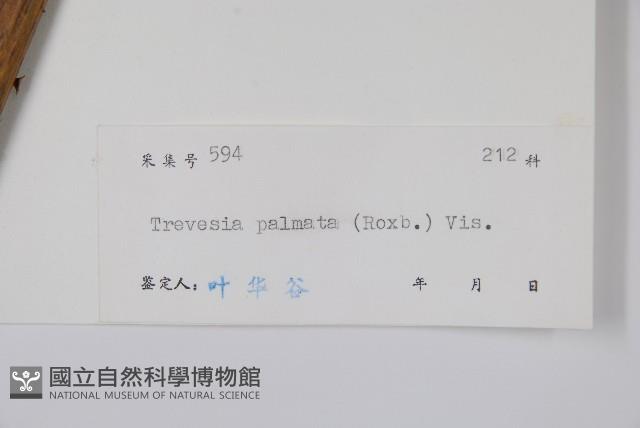 采集号 594 212 科
Trevesia palmata (Roxb.) Vis.
鉴定人: 叶华谷 年 月 日
國立自然科學博物館
NATIONAL MUSEUM OF NATURAL SCIENCE